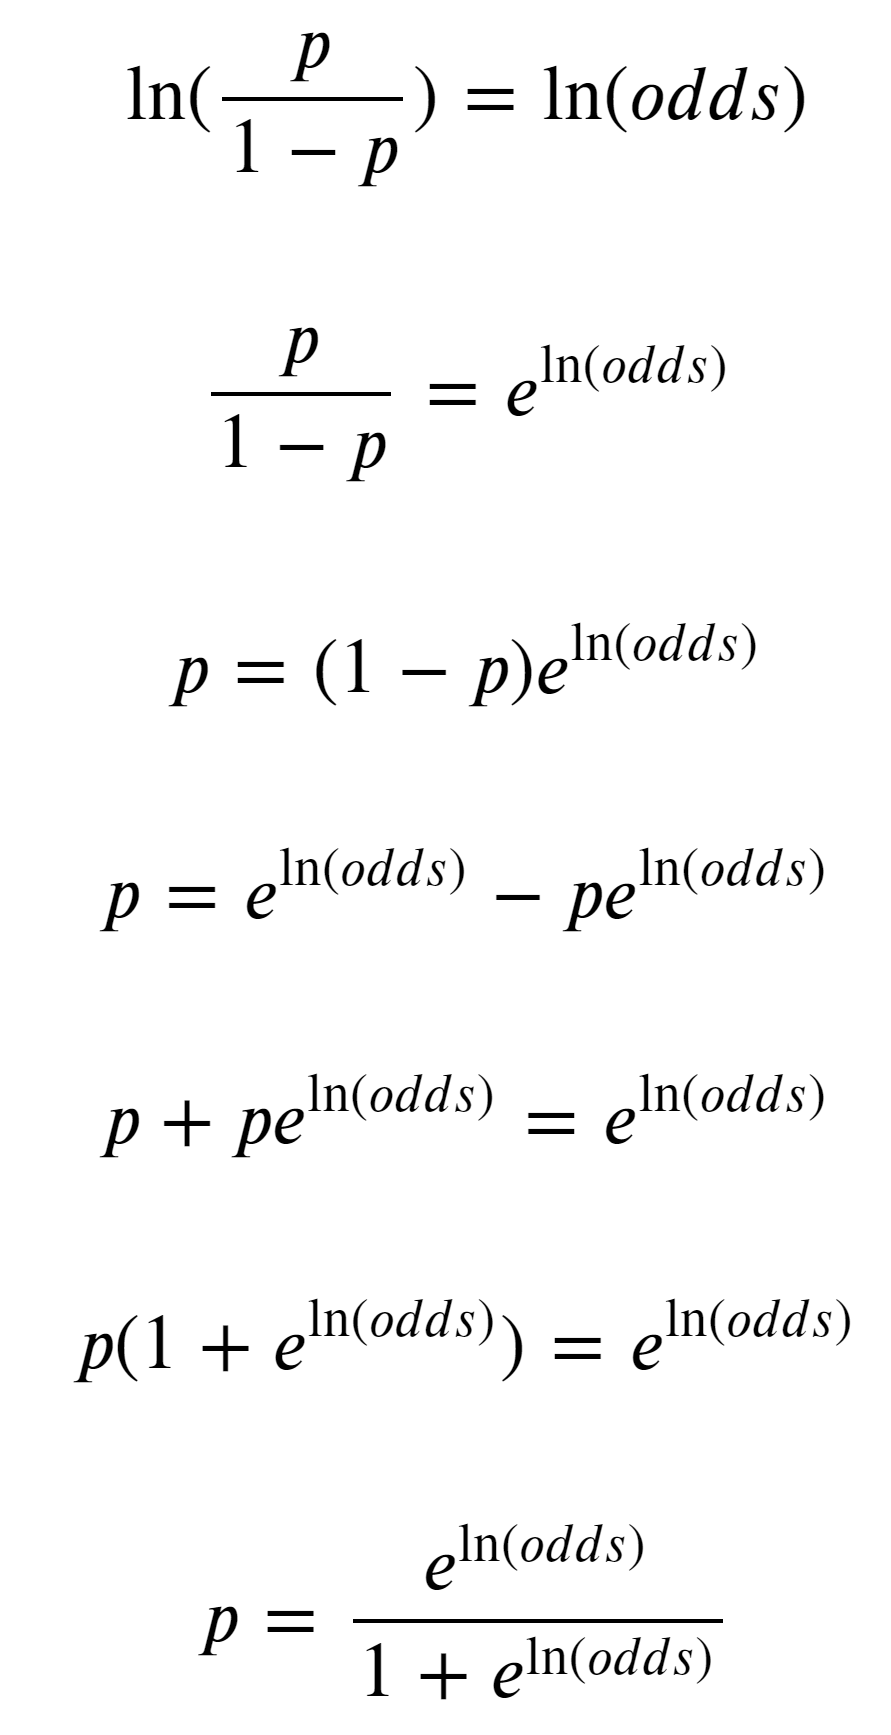 ln(p/(1 − p)) = ln(odds)
p/(1 − p) = e^ln(odds)
p = (1 − p)e^ln(odds)
p = e^ln(odds) − pe^ln(odds)
p + pe^ln(odds) = e^ln(odds)
p(1 + e^ln(odds)) = e^ln(odds)
p = e^ln(odds)/(1 + e^ln(odds))